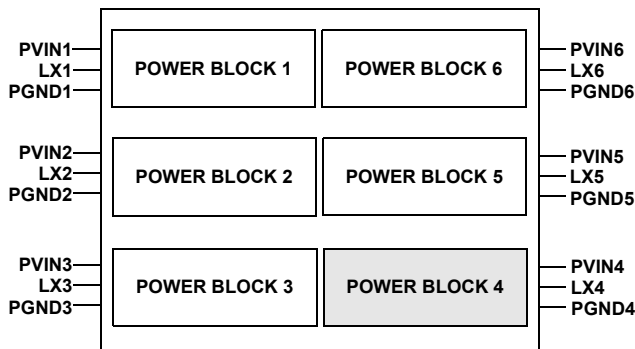 PVIN1
LX1
PGND1
POWER BLOCK 1
POWER BLOCK 6
PVIN6
LX6
PGND6
PVIN2
LX2
PGND2
POWER BLOCK 2
POWER BLOCK 5
PVIN5
LX5
PGND5
PVIN3
LX3
PGND3
POWER BLOCK 3
POWER BLOCK 4
PVIN4
LX4
PGND4